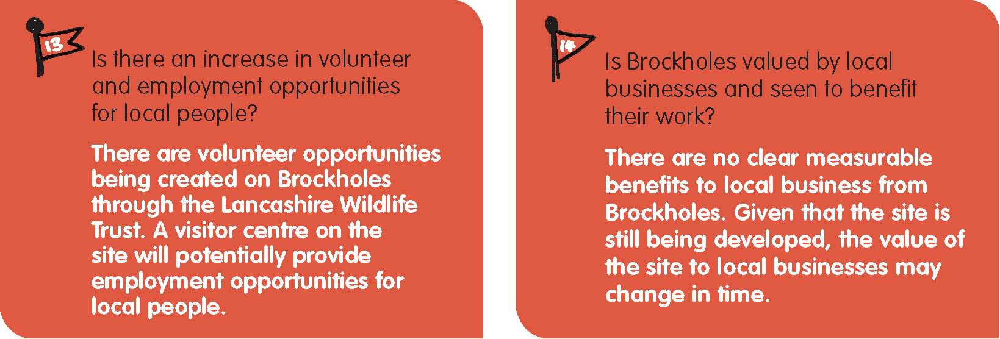 13
Is there an increase in volunteer
and employment opportunities
for local people?
There are volunteer opportunities
being created on Brockholes
through the Lancashire Wildlife
Trust. A visitor centre on the
site will potentially provide
employment opportunities for
local people.
14
Is Brockholes valued by local
businesses and seen to benefit
their work?
There are no clear measurable
benefits to local business from
Brockholes. Given that the site is
still being developed, the value of
the site to local businesses may
change in time.